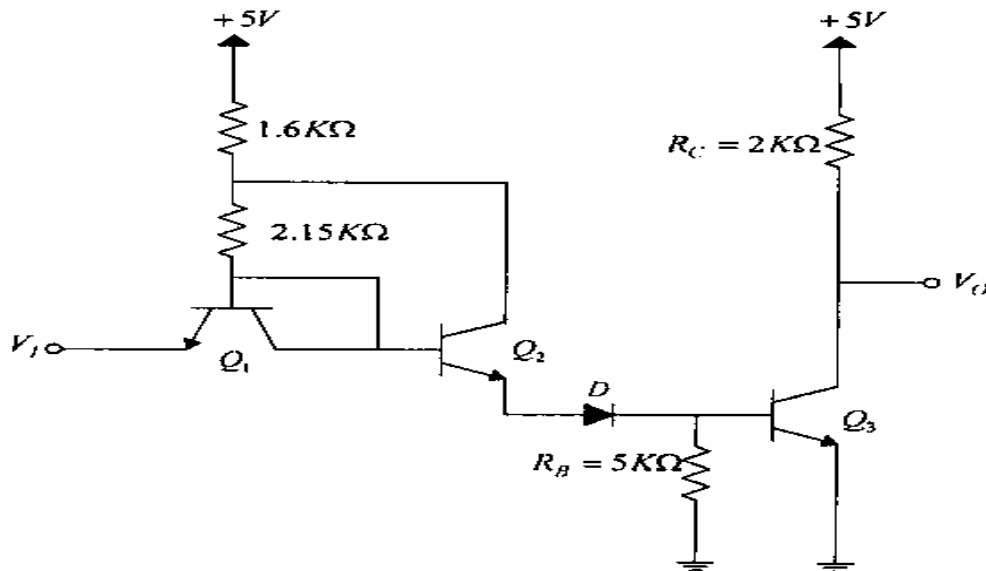 +5V
+5V
1.6KΩ
R_C = 2KΩ
2.15KΩ
V_O
V_I
Q_1
Q_2
D
Q_3
R_B = 5KΩ